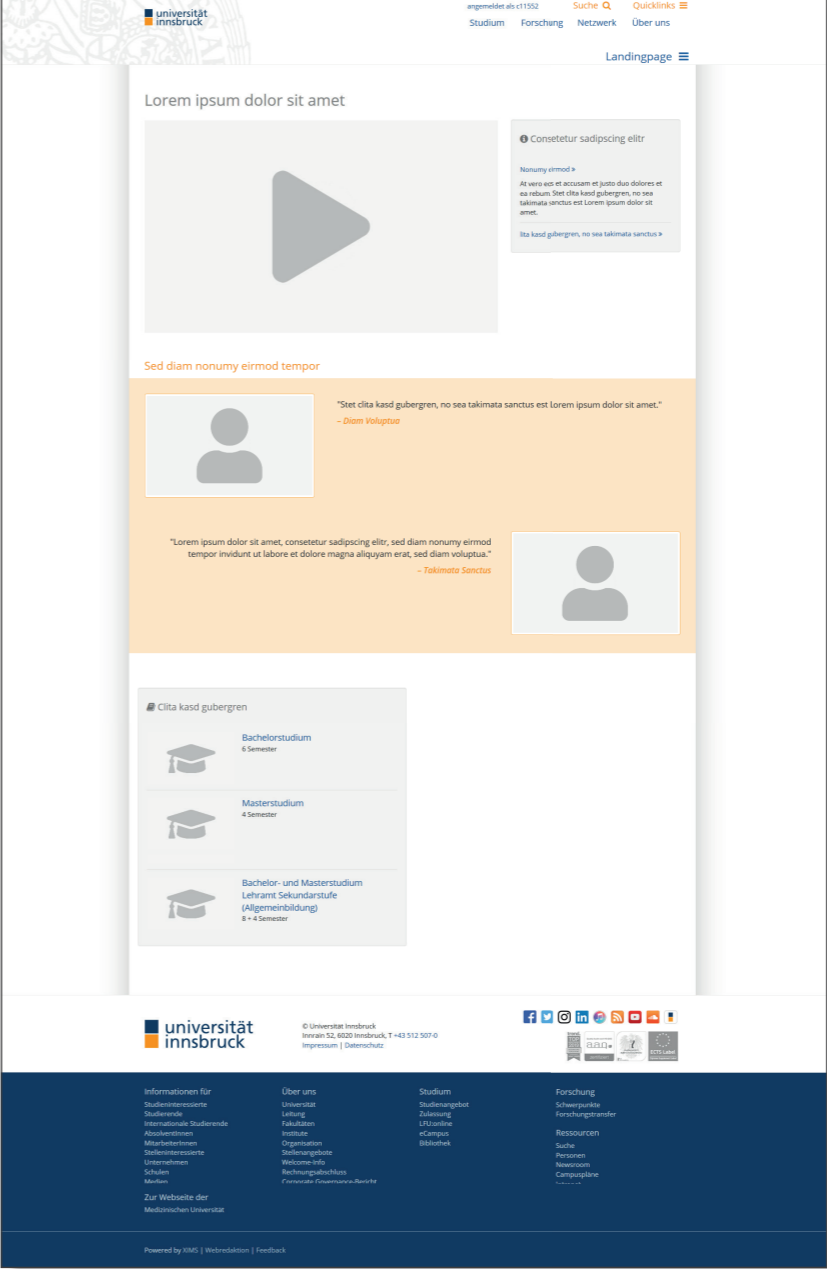 universität
innsbruck
angemeldet als c11552
Suche
Quicklinks
Studium Forschung Netzwerk Über uns
Landingpage
Lorem ipsum dolor sit amet
Consetetur sadipscing elitr
Nonumy eirmod »
At vero eos et accusam et justo duo dolores et
ea rebum. Stet clita kasd gubergren, no sea
takimata sanctus est Lorem ipsum dolor sit
amet.
lita kasd gubergren, no sea takimata sanctus »
Sed diam nonumy eirmod tempor
"Stet clita kasd gubergren, no sea takimata sanctus est Lorem ipsum dolor sit amet."
– Diam Voluptua
"Lorem ipsum dolor sit amet, consetetur sadipscing elitr, sed diam nonumy eirmod
tempor invidunt ut labore et dolore magna aliquyam erat, sed diam voluptua."
– Takimata Sanctus
Clita kasd gubergren
Bachelorstudium
6 Semester
Masterstudium
4 Semester
Bachelor- und Masterstudium
Lehramt Sekundarstufe
(Allgemeinbildung)
8 + 4 Semester
universität
innsbruck
© Universität Innsbruck
Innrain 52, 6020 Innsbruck, T +43 512 507-0
Impressum | Datenschutz
ECTS Label
Informationen für
Studieninteressierte
Studierende
Internationale Studierende
AbsolventInnen
MitarbeiterInnen
Stelleninteressierte
Unternehmen
Schulen
Medien
Zur Webseite der
Medizinischen Universität
Über uns
Universität
Leitung
Fakultäten
Institute
Organisation
Stellenangebote
Welcome-Info
Rechnungsabschluss
Corporate Governance-Bericht
Studium
Studienangebot
Zulassung
LFU:online
eCampus
Bibliothek
Forschung
Schwerpunkte
Forschungstransfer
Ressourcen
Suche
Personen
Newsroom
Campuspläne
Powered by XIMS | Webredaktion | Feedback